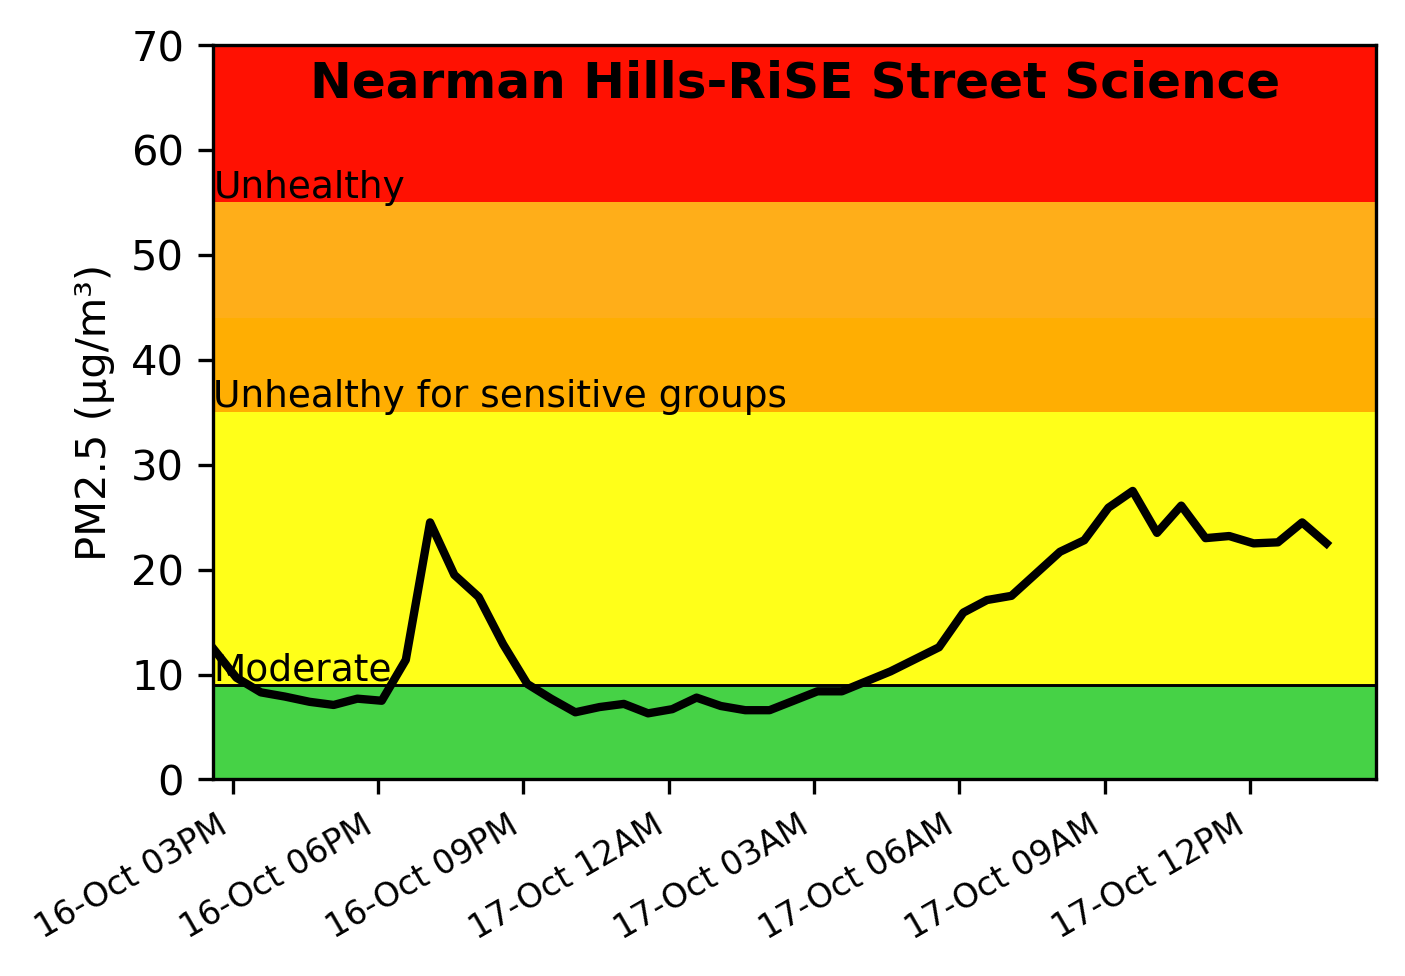 Nearman Hills-RiSE Street Science
70
60
Unhealthy
50
40
Unhealthy for sensitive groups
30
20
Moderate
10
0
PM2.5 (µg/m³)
16-Oct 03PM
16-Oct 06PM
16-Oct 09PM
17-Oct 12AM
17-Oct 03AM
17-Oct 06AM
17-Oct 09AM
17-Oct 12PM